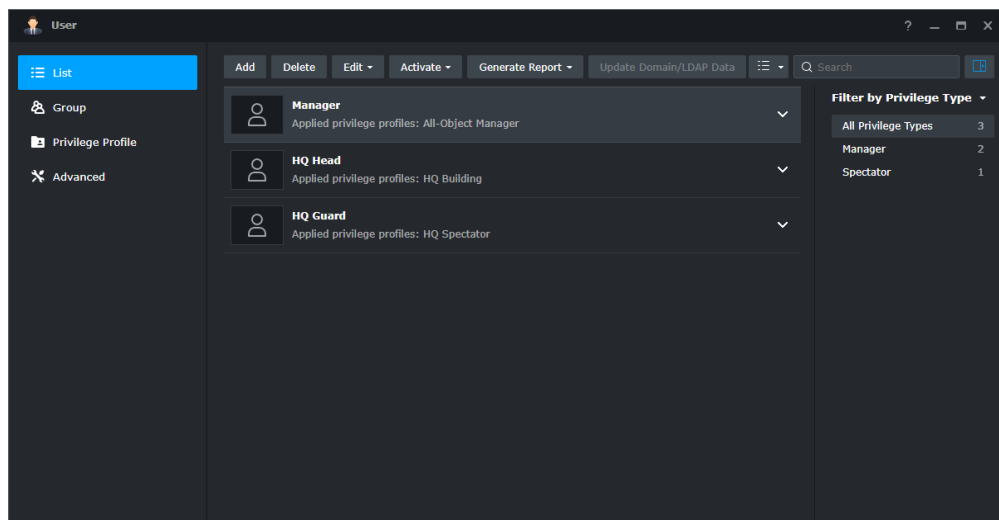 User
?
List
Group
Privilege Profile
Advanced
Add Delete Edit Activate Generate Report Update Domain/LDAP Data Search
Manager
Applied privilege profiles: All-Object Manager
HQ Head
Applied privilege profiles: HQ Building
HQ Guard
Applied privilege profiles: HQ Spectator
Filter by Privilege Type
All Privilege Types 3
Manager 2
Spectator 1